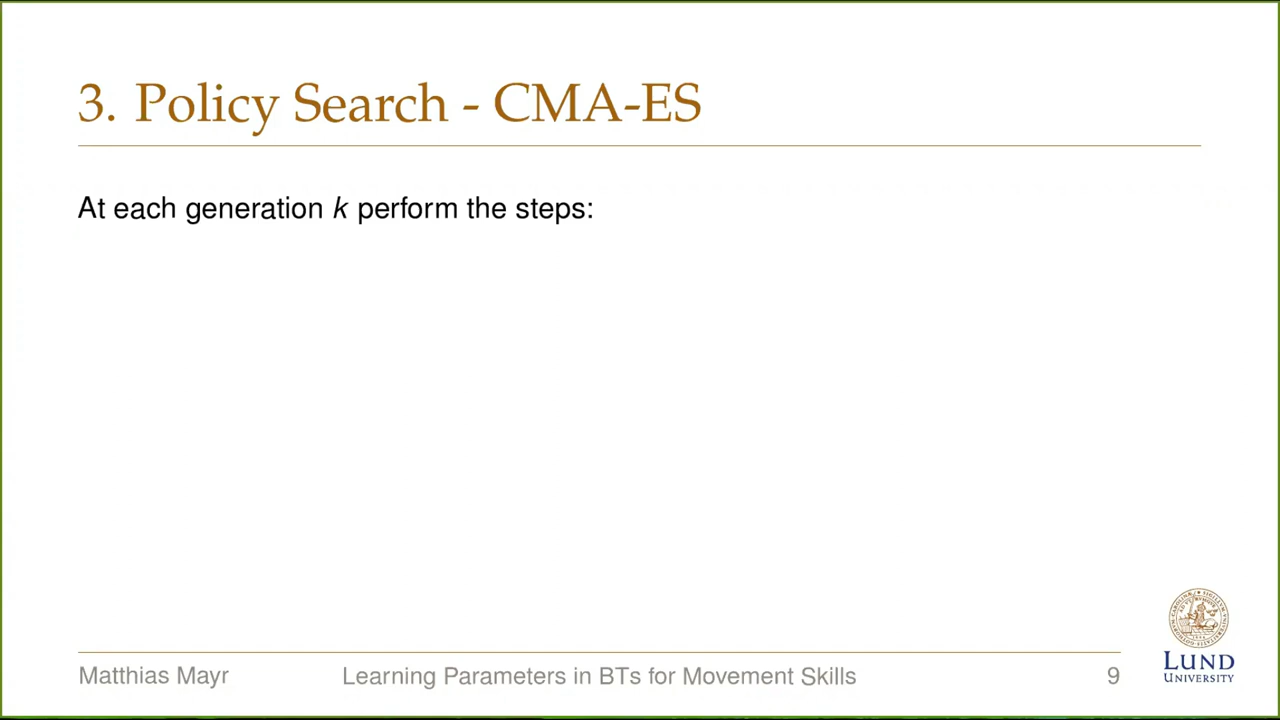 3. Policy Search - CMA-ES
At each generation k perform the steps:
Matthias Mayr
Learning Parameters in BTs for Movement Skills
9
LUND
UNIVERSITY